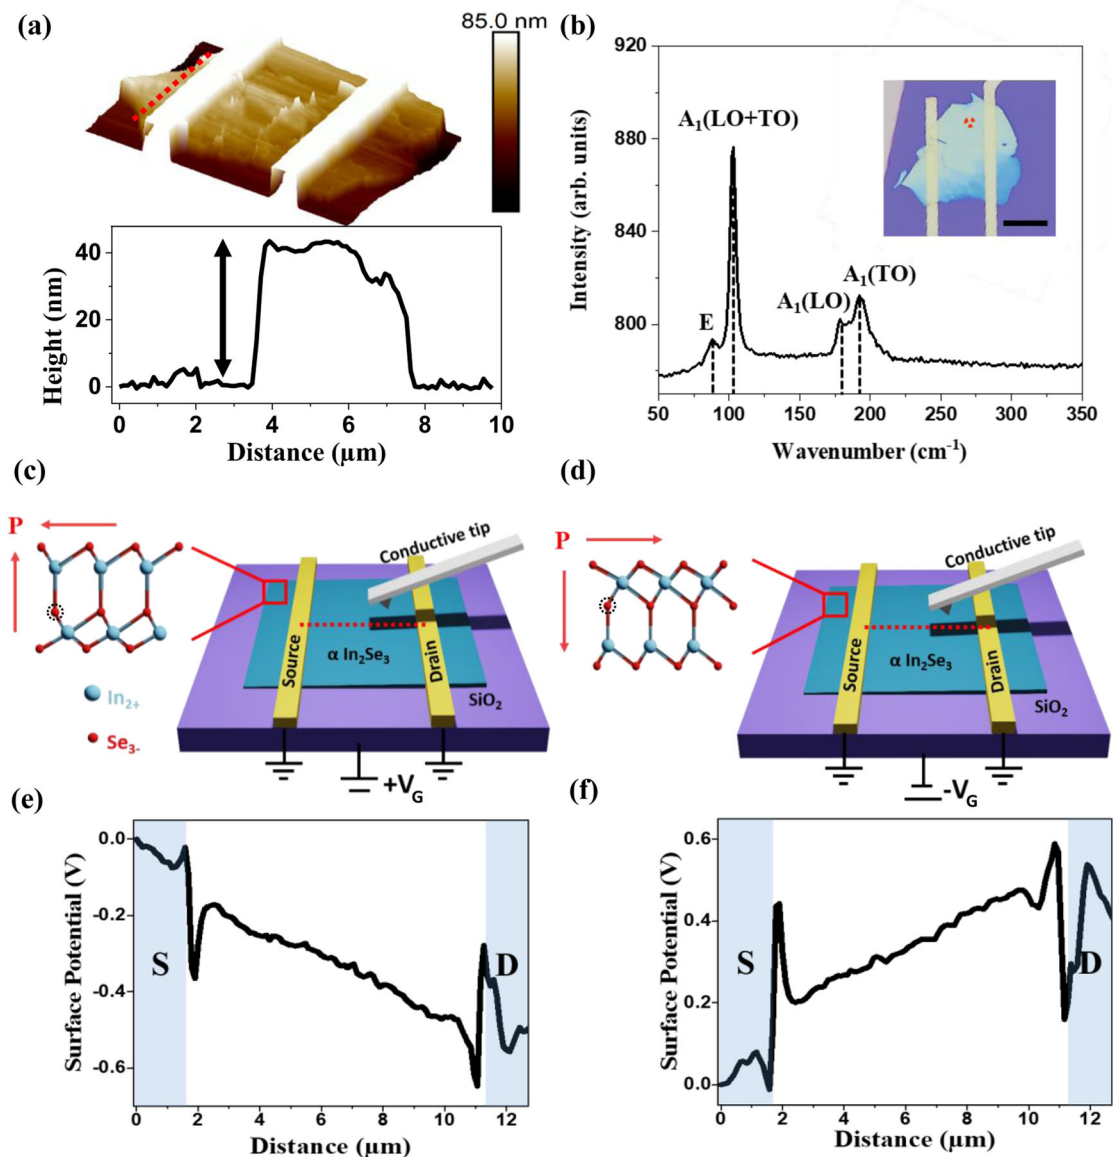 (a)
85.0 nm
40
20
0
Height (nm)
0 2 4 6 8 10
Distance (µm)
(b)
920
880
840
800
Intensity (arb. units)
A₁(LO+TO)
E
A₁(LO)
A₁(TO)
50 100 150 200 250 300 350
Wavenumber (cm⁻¹)
(c)
P
Conductive tip
Source
Drain
α In₂Se₃
SiO₂
In₂₊
Se₃₋
+V_G
(d)
P
Conductive tip
Source
Drain
α In₂Se₃
SiO₂
-V_G
(e)
0.0
-0.2
-0.4
-0.6
Surface Potential (V)
S
D
0 2 4 6 8 10 12
Distance (µm)
(f)
0.6
0.4
0.2
0.0
Surface Potential (V)
S
D
0 2 4 6 8 10 12
Distance (µm)